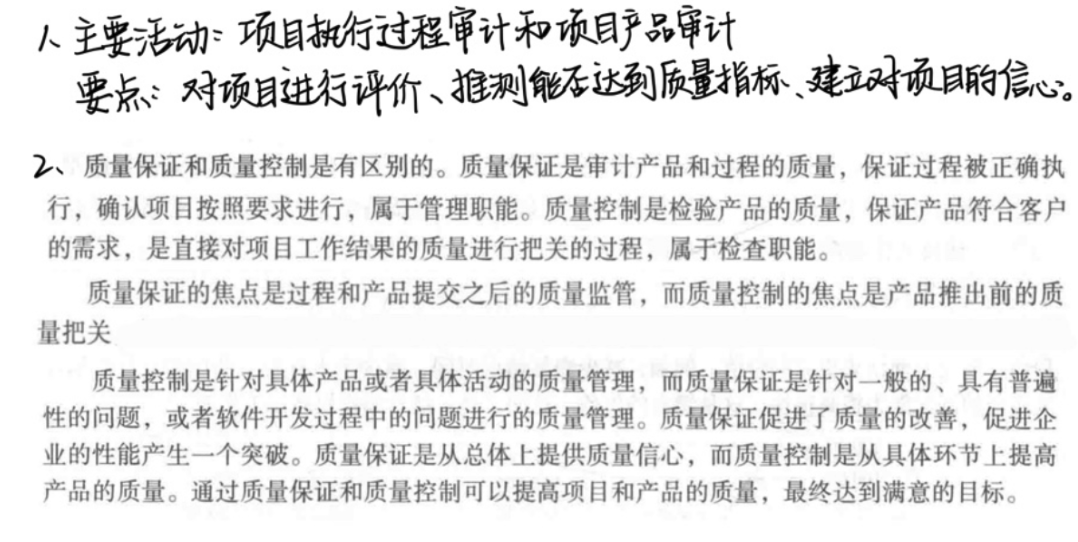 1、主要活动：项目执行过程审计和项目产品审计
要点：对项目进行评价、推测能否达到质量指标、建立对项目的信心。
2、质量保证和质量控制是有区别的。质量保证是审计产品和过程的质量，保证过程被正确执
行，确认项目按照要求进行，属于管理职能。质量控制是检验产品的质量，保证产品符合客户
的需求，是直接对项目工作结果的质量进行把关的过程，属于检查职能。
质量保证的焦点是过程和产品提交之后的质量监管，而质量控制的焦点是产品推出前的质
量把关
质量控制是针对具体产品或者具体活动的质量管理，而质量保证是针对一般的、具有普遍
性的问题，或者软件开发过程中的问题进行的质量管理。质量保证促进了质量的改善，促进企
业的性能产生一个突破。质量保证是从总体上提供质量信心，而质量控制是从具体环节上提高
产品的质量。通过质量保证和质量控制可以提高项目和产品的质量，最终达到满意的目标。